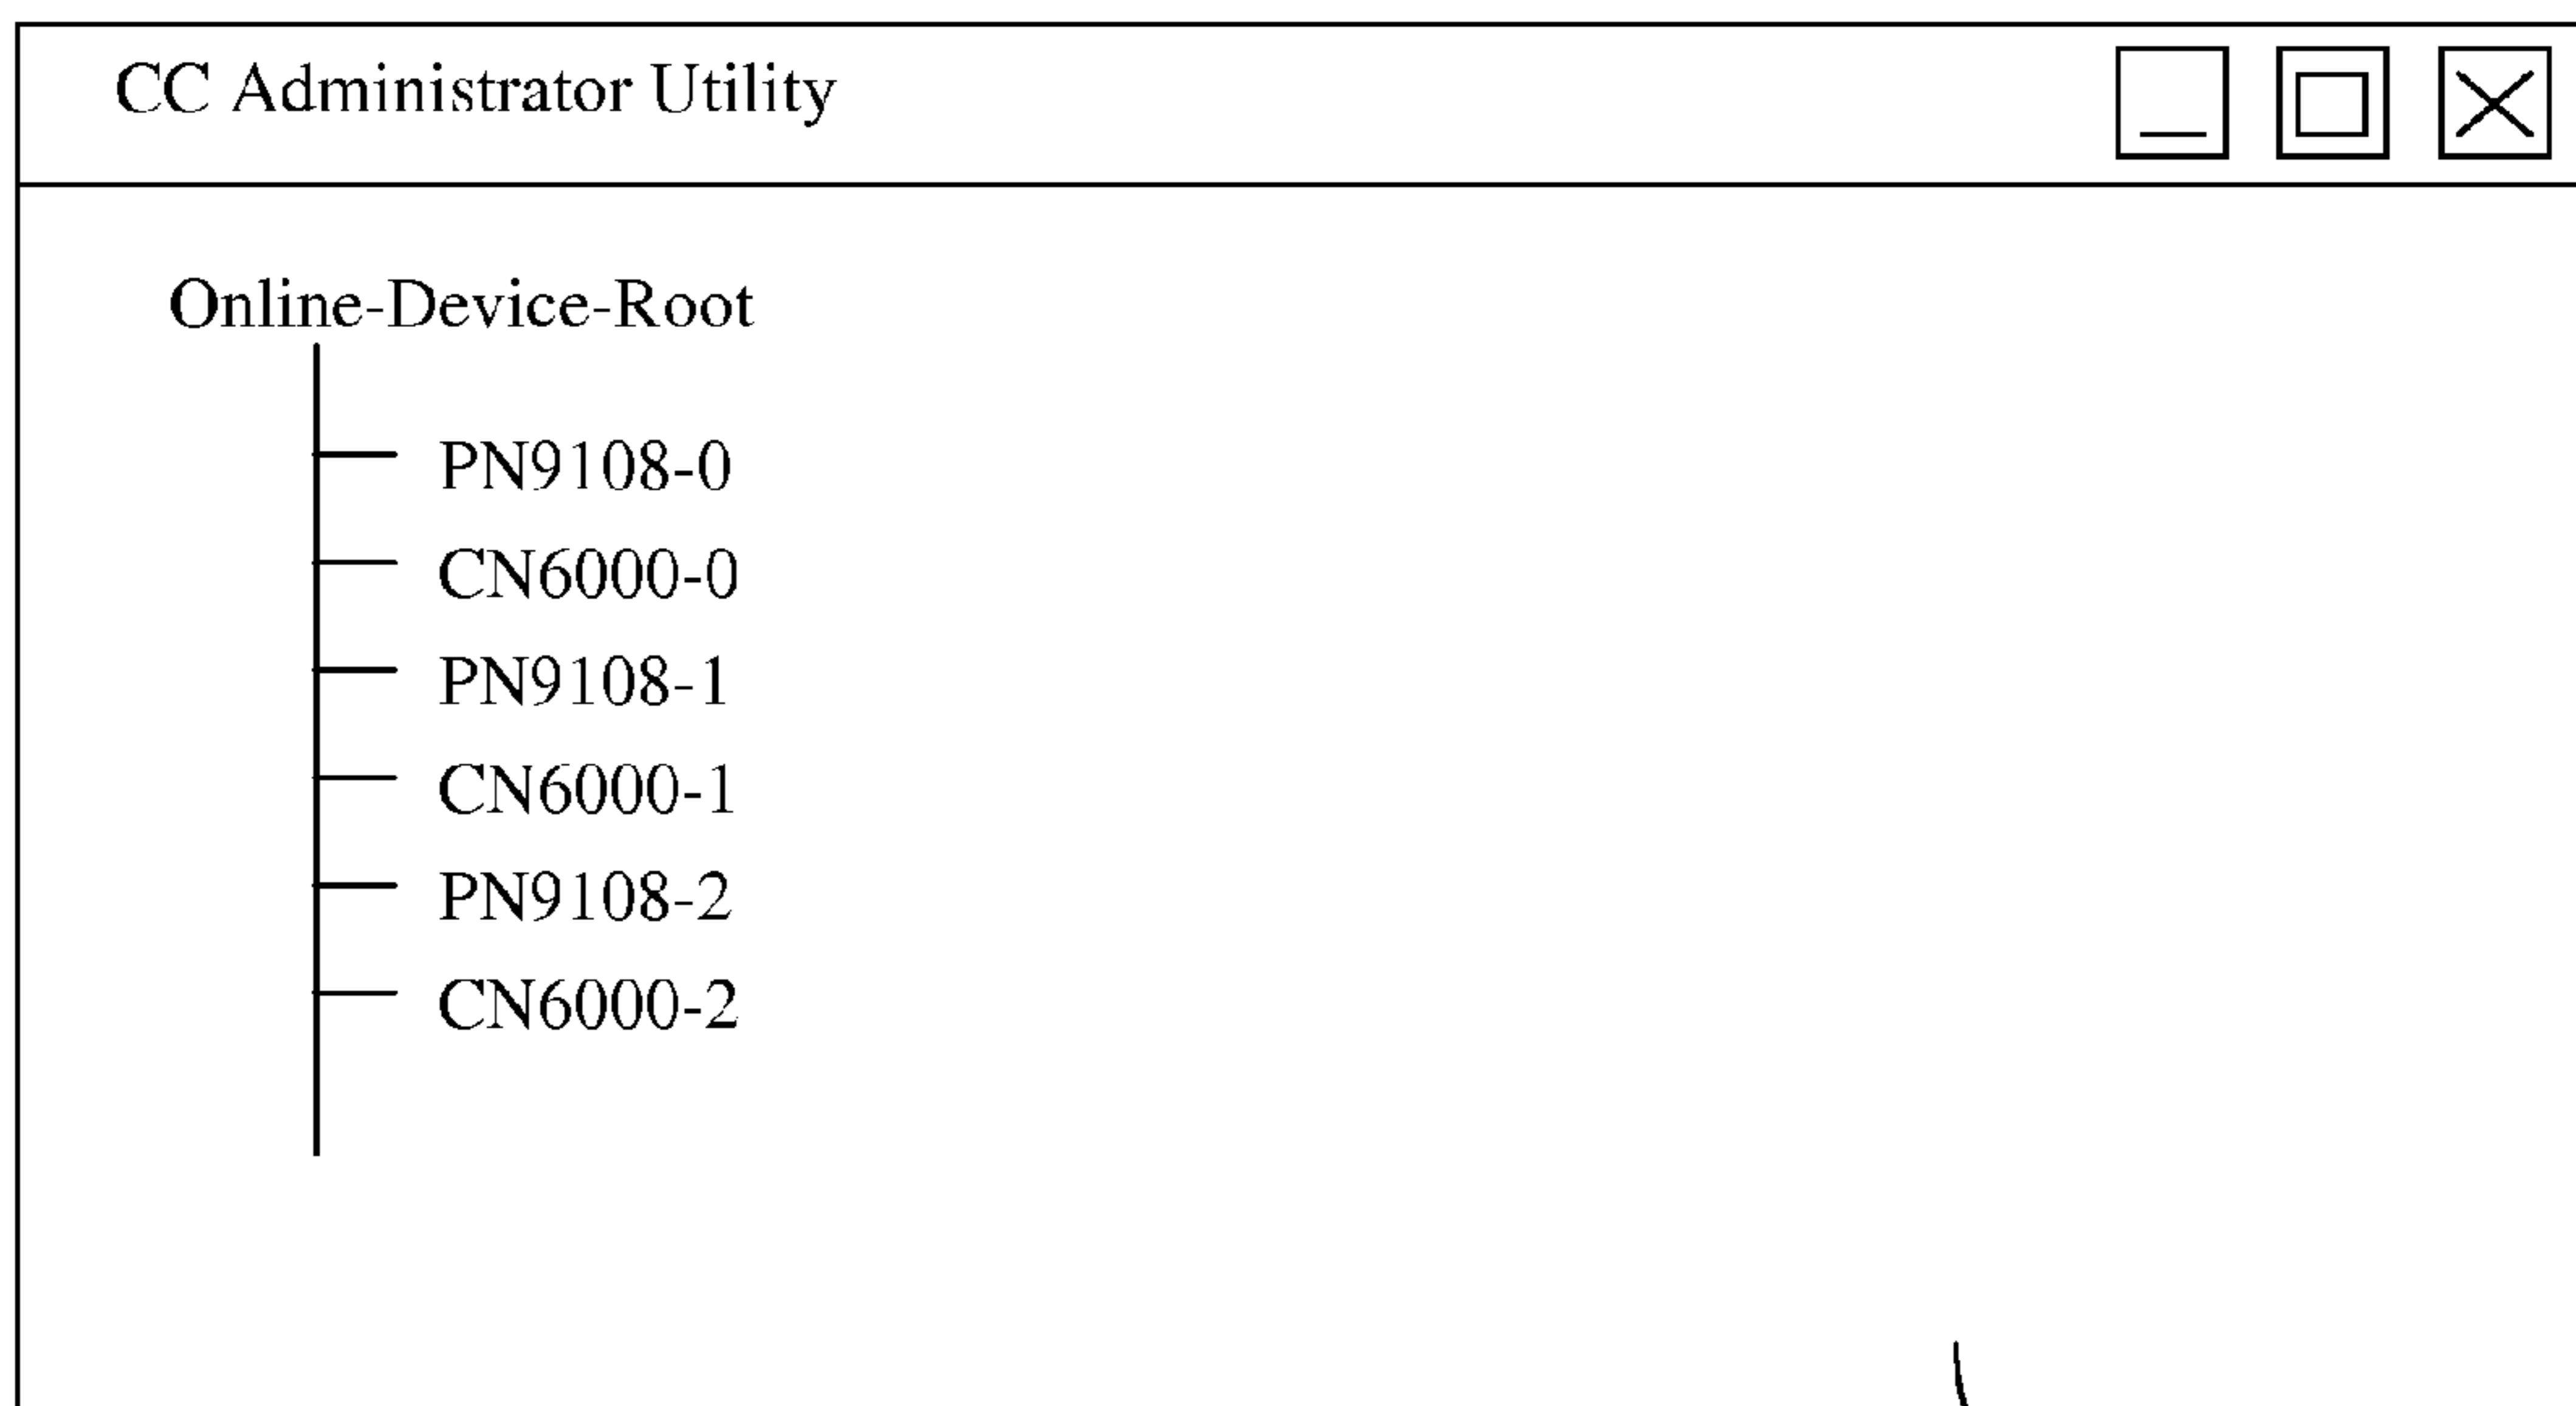 CC Administrator Utility
Online-Device-Root
PN9108-0
CN6000-0
PN9108-1
CN6000-1
PN9108-2
CN6000-2